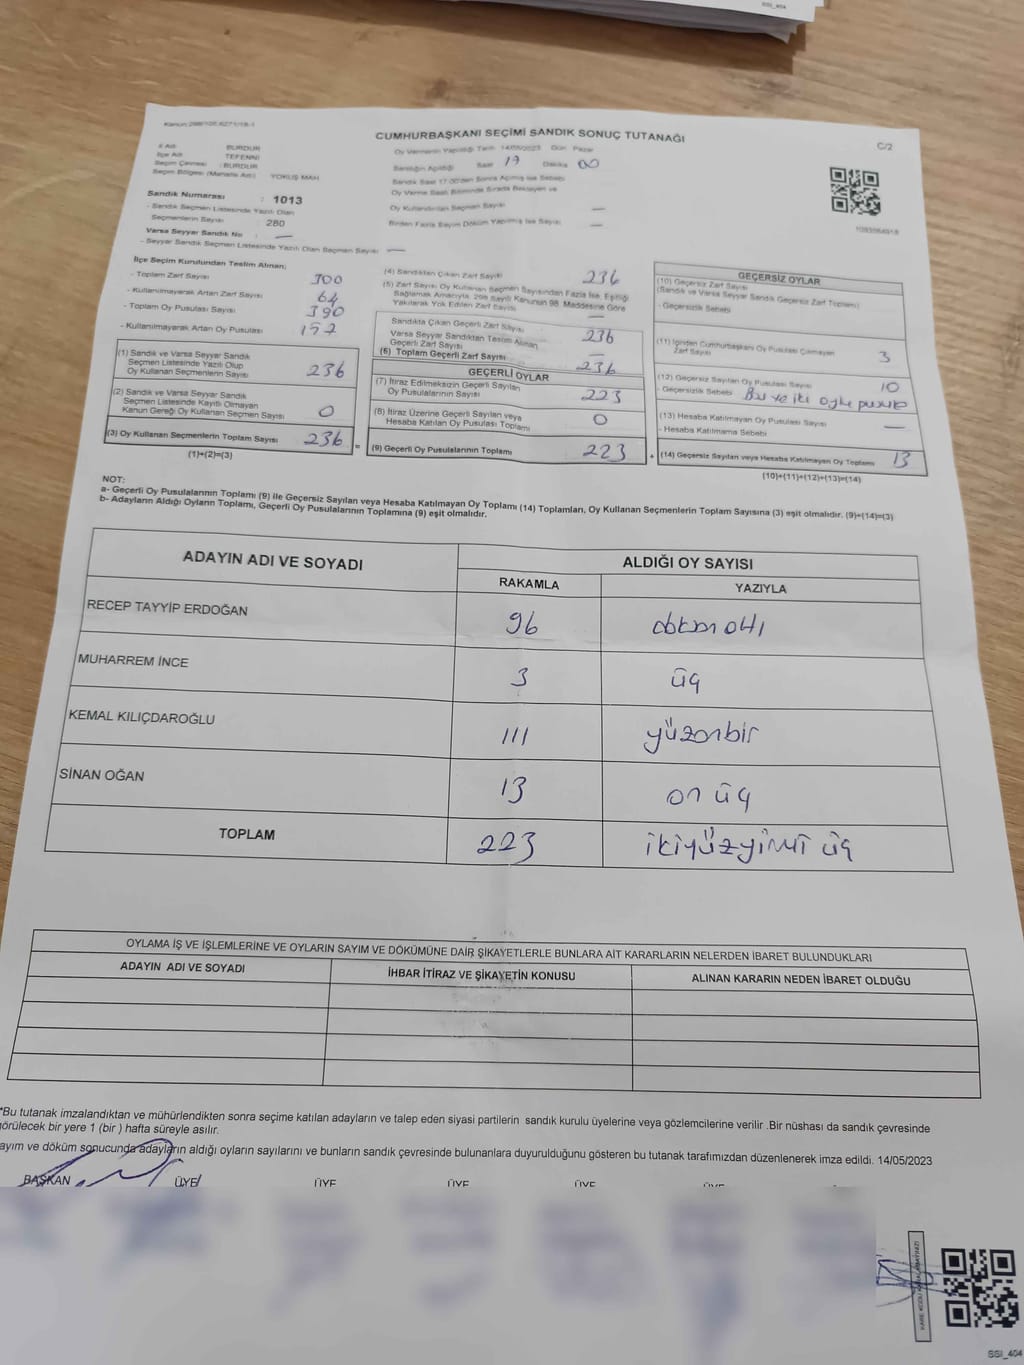 SSI_404
Kanun:298/105,6271/18-1
CUMHURBAŞKANI SEÇİMİ SANDIK SONUÇ TUTANAĞI
C/2
İl Adı : BURDUR
İlçe Adı : TEFENNİ
Seçim Çevresi : BURDUR
Seçim Bölgesi (Mahalle Adı) : YOKUŞ MAH
Sandık Numarası : 1013
- Sandık Seçmen Listesinde Yazılı Olan
Seçmenlerin Sayısı : 280
Varsa Seyyar Sandık No : —
- Seyyar Sandık Seçmen Listesinde Yazılı Olan Seçmen Sayısı : —
Oy Vermenin Yapıldığı Tarih 14/05/2023 Gün Pazar
Sandığın Açıldığı Saat 17 Dakika 00
Sandık Saat 17:00'den Sonra Açılmış İse Sebebi
Oy Verme Saati Bitiminde Sırada Bekleyen ve
Oy Kullandırılan Seçmen Sayısı —
Birden Fazla Sayım Döküm Yapılmış İse Sayısı —
İlçe Seçim Kurulundan Teslim Alınan;
- Toplam Zarf Sayısı 300
- Kullanılmayarak Artan Zarf Sayısı 64
- Toplam Oy Pusulası Sayısı 390
- Kullanılmayarak Artan Oy Pusulası
(1) Sandık ve Varsa Seyyar Sandık
Seçmen Listesinde Yazılı Olup
Oy Kullanan Seçmenlerin Sayısı 236
(2) Sandık ve Varsa Seyyar Sandık
Seçmen Listesinde Kayıtlı Olmayan
Kanun Gereği Oy Kullanan Seçmen Sayısı 0
(3) Oy Kullanan Seçmenlerin Toplam Sayısı 236 =
(1)+(2)=(3)
(4) Sandıktan Çıkan Zarf Sayısı 236
(5) Zarf Sayısı Oy Kullanan Seçmen Sayısından Fazla İse, Eşitliği
Sağlamak Amacıyla, 298 Sayılı Kanunun 98. Maddesine Göre
Yakılarak Yok Edilen Zarf Sayısı —
Sandıkta Çıkan Geçerli Zarf Sayısı 236
Varsa Seyyar Sandıktan Teslim Alınan
Geçerli Zarf Sayısı —
(6) Toplam Geçerli Zarf Sayısı 236
GEÇERLİ OYLAR
(7) İtiraz Edilmeksizin Geçerli Sayılan
Oy Pusulalarının Sayısı 223
(8) İtiraz Üzerine Geçerli Sayılan veya
Hesaba Katılan Oy Pusulası Toplamı 0
(9) Geçerli Oy Pusulalarının Toplamı 223 +
GEÇERSİZ OYLAR
(10) Geçersiz Zarf Sayısı
(Sandık ve Varsa Seyyar Sandık Geçersiz Zarf Toplamı)
- Geçersizlik Sebebi
(11) İçinden Cumhurbaşkanı Oy Pusulası Çıkmayan
Zarf Sayısı 3
(12) Geçersiz Sayılan Oy Pusulası Sayısı 10
- Geçersizlik Sebebi
(13) Hesaba Katılmayan Oy Pusulası Sayısı —
- Hesaba Katılmama Sebebi
(14) Geçersiz Sayılan veya Hesaba Katılmayan Oy Toplamı 13
(10)+(11)+(12)+(13)=(14)
NOT:
a- Geçerli Oy Pusulalarının Toplamı (9) ile Geçersiz Sayılan veya Hesaba Katılmayan Oy Toplamı (14) Toplamları, Oy Kullanan Seçmenlerin Toplam Sayısına (3) eşit olmalıdır. (9)+(14)=(3)
b- Adayların Aldığı Oyların Toplamı, Geçerli Oy Pusulalarının Toplamına (9) eşit olmalıdır.
ADAYIN ADI VE SOYADI ALDIĞI OY SAYISI
RAKAMLA YAZIYLA
RECEP TAYYİP ERDOĞAN 96 doksan altı
MUHARREM İNCE 3 üç
KEMAL KILIÇDAROĞLU 111 yüzonbir
SİNAN OĞAN 13 on üç
TOPLAM 223 ikiyüzyirmi üç
OYLAMA İŞ VE İŞLEMLERİNE VE OYLARIN SAYIM VE DÖKÜMÜNE DAİR ŞİKAYETLERLE BUNLARA AİT KARARLARIN NELERDEN İBARET BULUNDUKLARI
ADAYIN ADI VE SOYADI İHBAR İTİRAZ VE ŞİKAYETİN KONUSU ALINAN KARARIN NEDEN İBARET OLDUĞU
*Bu tutanak imzalandıktan ve mühürlendikten sonra seçime katılan adayların ve talep eden siyasi partilerin sandık kurulu üyelerine veya gözlemcilerine verilir .Bir nüshası da sandık çevresinde
görülecek bir yere 1 (bir ) hafta süreyle asılır.
ayım ve döküm sonucunda adayların aldığı oyların sayılarını ve bunların sandık çevresinde bulunanlara duyurulduğunu gösteren bu tutanak tarafımızdan düzenlenerek imza edildi. 14/05/2023
BAŞKAN ÜYE ÜYE ÜYE ÜYE ÜYE
SSI_404